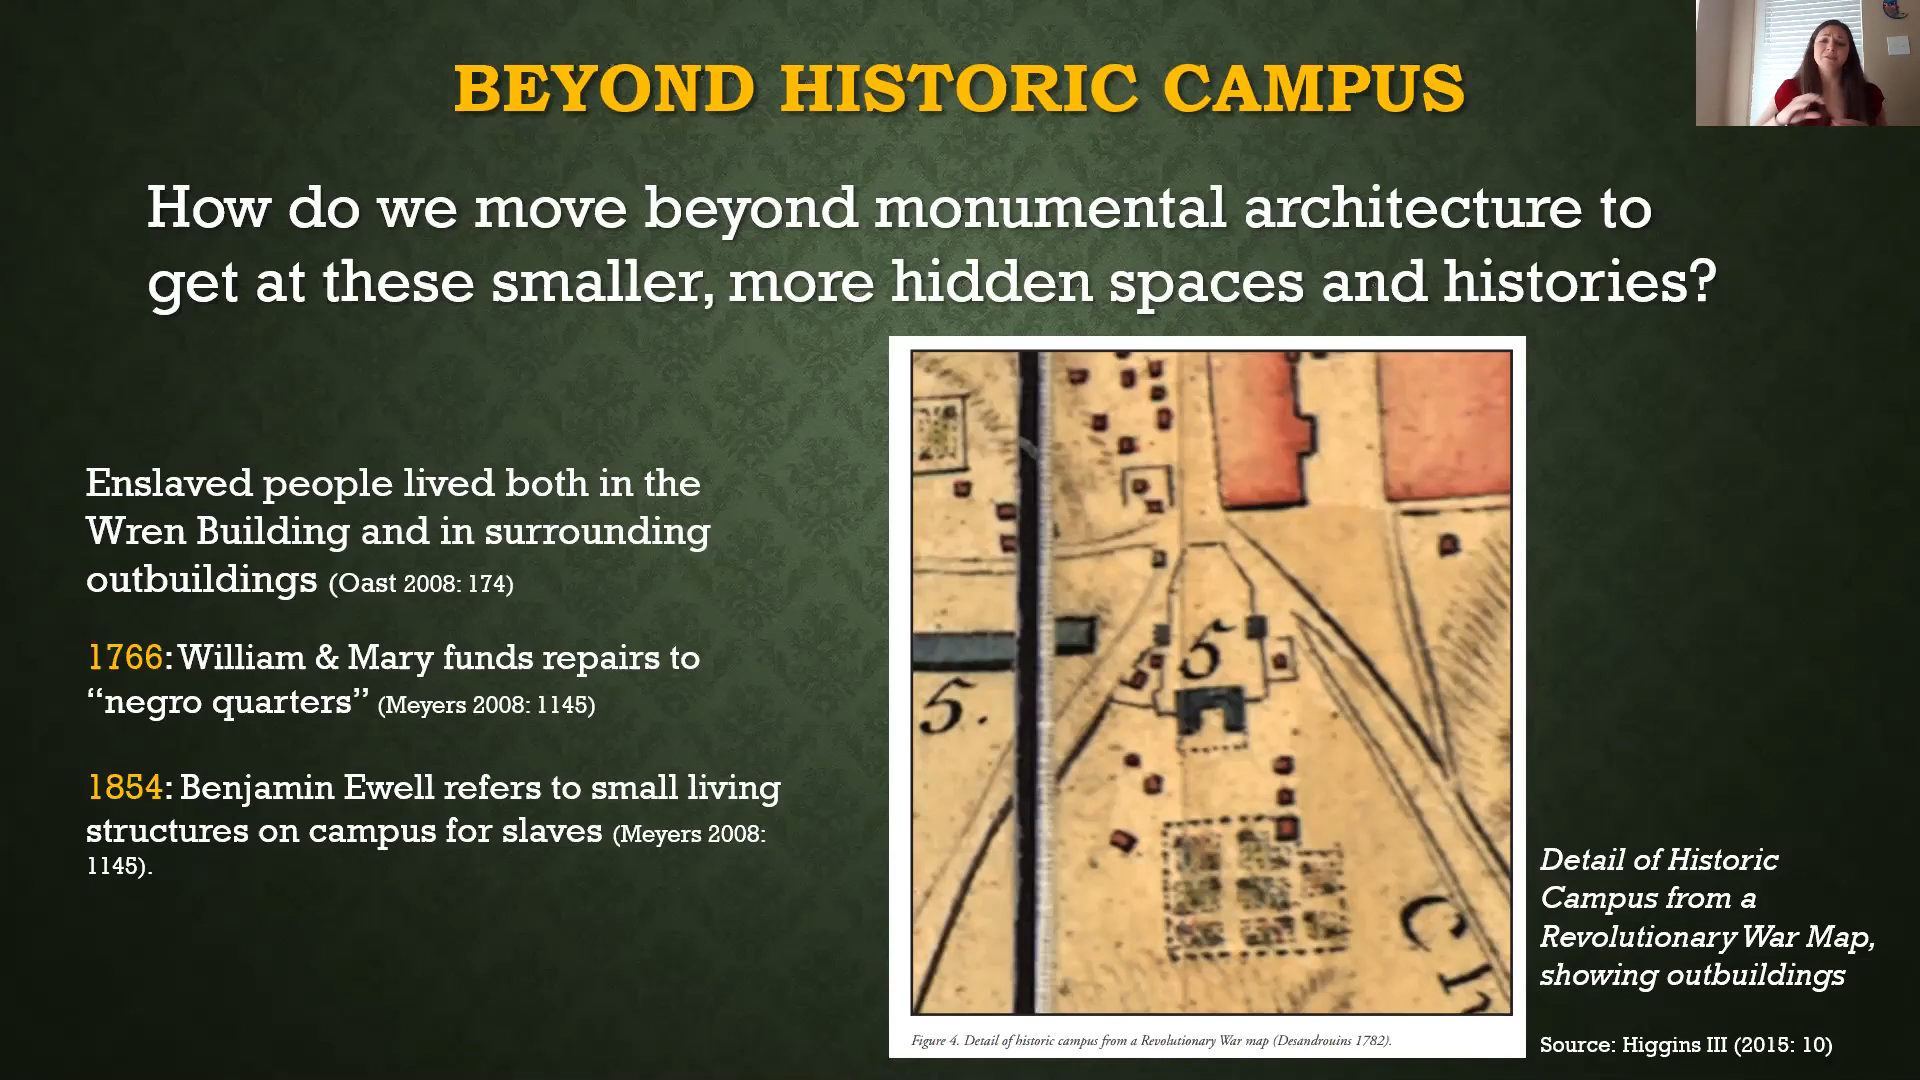 BEYOND HISTORIC CAMPUS
How do we move beyond monumental architecture to
get at these smaller, more hidden spaces and histories?
Enslaved people lived both in the
Wren Building and in surrounding
outbuildings (Oast 2008: 174)
1766: William & Mary funds repairs to
“negro quarters” (Meyers 2008: 1145)
1854: Benjamin Ewell refers to small living
structures on campus for slaves (Meyers 2008:
1145).
5
5.
Ch
Figure 4. Detail of historic campus from a Revolutionary War map (Desandrouins 1782).
Detail of Historic
Campus from a
Revolutionary War Map,
showing outbuildings
Source: Higgins III (2015: 10)